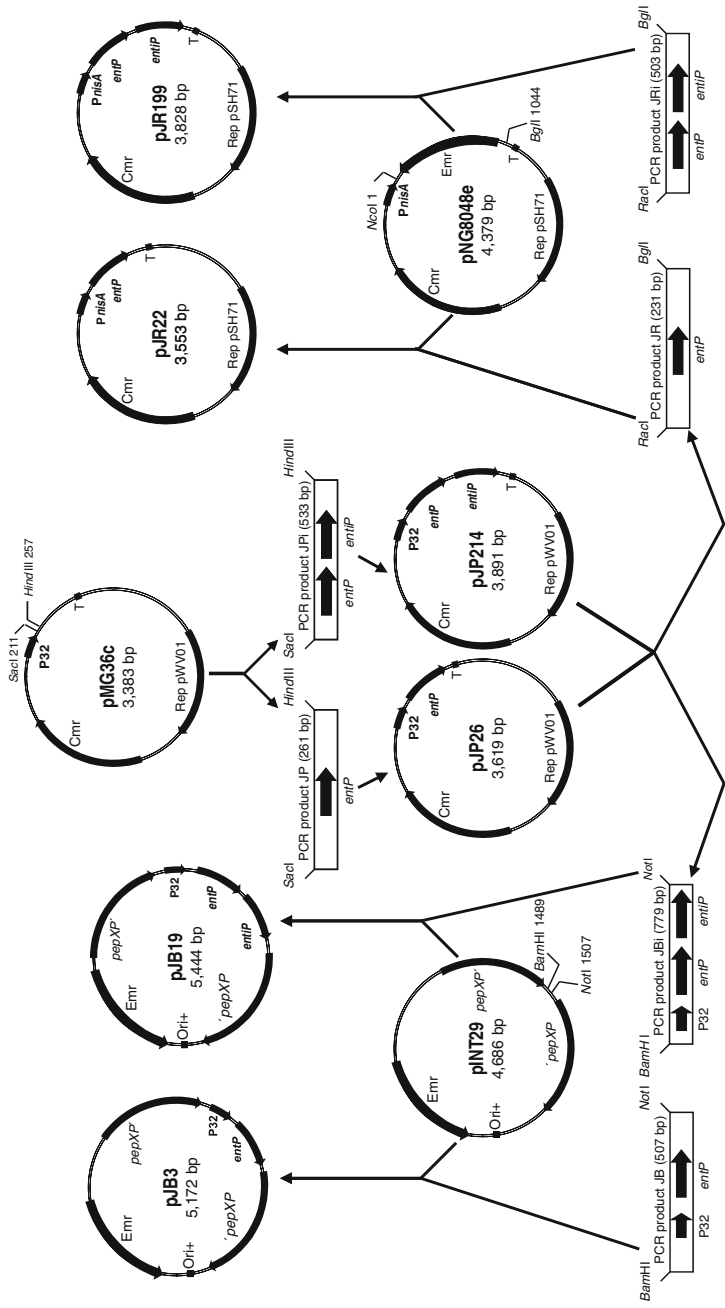 Emr
pepXP'
pJB3
5,172 bp
P32
entP
Ori+
'pepXP
Emr
pepXP'
pJB19
5,444 bp
P32
entP
entiP
Ori+
'pepXP
SacI 211
HindIII 257
P32
Cmr
pMG36c
3,383 bp
T
Rep pWV01
PnisA
entP
Cmr
pJR22
3,553 bp
T
Rep pSH71
PnisA
entP
entiP
Cmr
pJR199
3,828 bp
T
Rep pSH71
SacI
HindIII
PCR product JP (261 bp)
entP
SacI
HindIII
PCR product JPi (533 bp)
entP
entiP
Emr
pepXP'
pINT29
4,686 bp
BamHI 1489
NotI 1507
Ori+
'pepXP
P32
entP
Cmr
pJP26
3,619 bp
T
Rep pWV01
P32
entP
entiP
Cmr
pJP214
3,891 bp
T
Rep pWV01
NcoI 1
PnisA
Emr
Cmr
pNG8048e
4,379 bp
T
BglI 1044
Rep pSH71
BamHI
NotI
PCR product JB (507 bp)
P32
entP
BamHI
NotI
PCR product JBi (779 bp)
P32
entP
entiP
RacI
BglI
PCR product JR (231 bp)
entP
RacI
BglI
PCR product JRi (503 bp)
entP
entiP